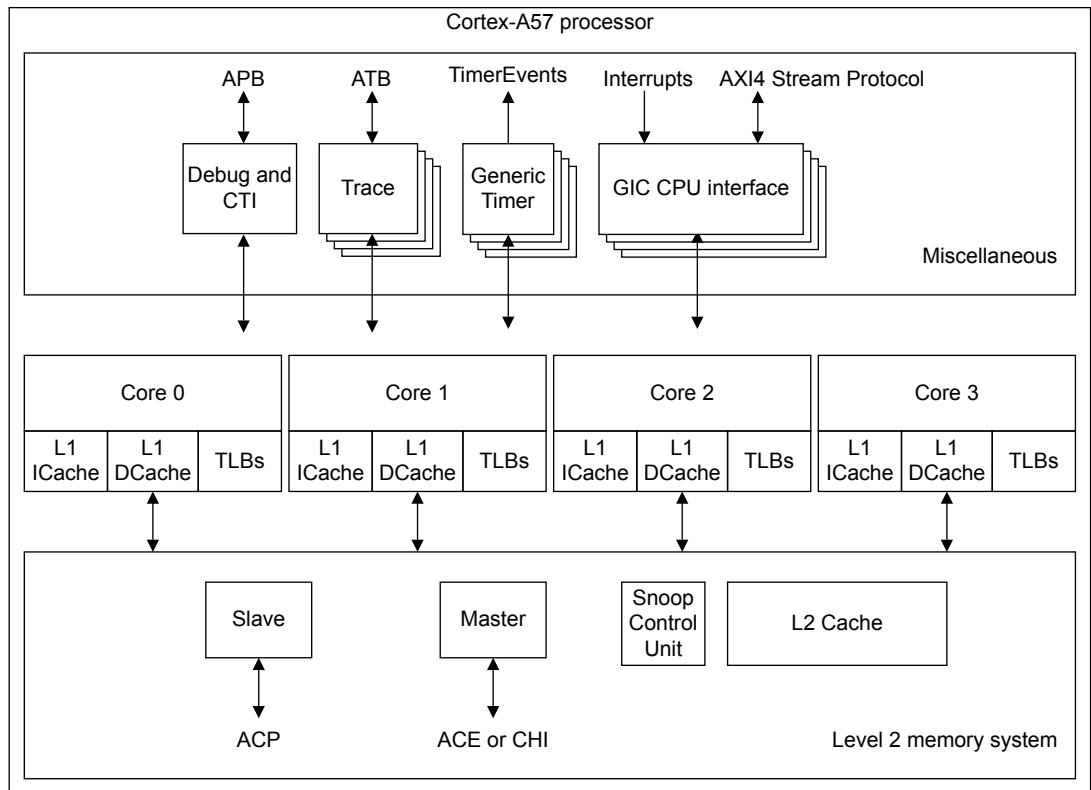 Cortex-A57 processor
APB
ATB
TimerEvents
Interrupts
AXI4 Stream Protocol
Debug and
CTI
Trace
Generic
Timer
GIC CPU interface
Miscellaneous
Core 0
Core 1
Core 2
Core 3
L1
ICache
L1
DCache
TLBs
L1
ICache
L1
DCache
TLBs
L1
ICache
L1
DCache
TLBs
L1
ICache
L1
DCache
TLBs
Slave
Master
Snoop
Control
Unit
L2 Cache
ACP
ACE or CHI
Level 2 memory system